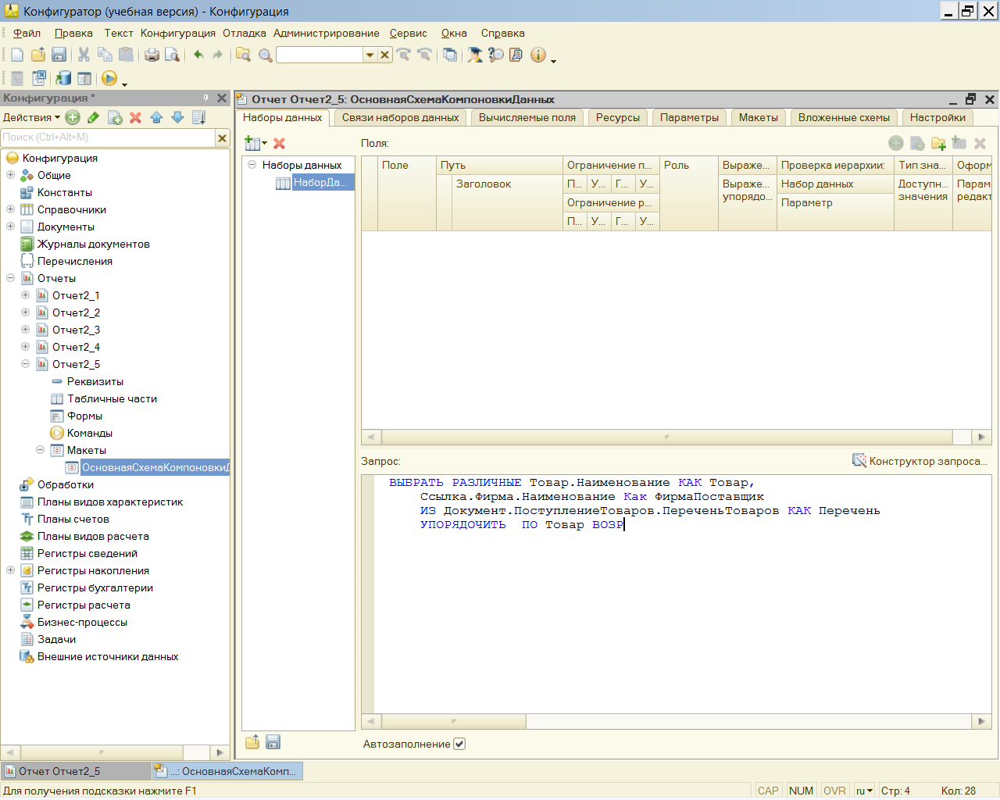 Конфигуратор (учебная версия) - Конфигурация
Файл Правка Текст Конфигурация Отладка Администрирование Сервис Окна Справка
Конфигурация *
Действия
Поиск (Ctrl+Alt+M)
Конфигурация
Общие
Константы
Справочники
Документы
Журналы документов
Перечисления
Отчеты
Отчет2_1
Отчет2_2
Отчет2_3
Отчет2_4
Отчет2_5
Реквизиты
Табличные части
Формы
Команды
Макеты
ОсновнаяСхемаКомпоновкиД
Обработки
Планы видов характеристик
Планы счетов
Планы видов расчета
Регистры сведений
Регистры накопления
Регистры бухгалтерии
Регистры расчета
Бизнес-процессы
Задачи
Внешние источники данных
Отчет Отчет2_5: ОсновнаяСхемаКомпоновкиДанных
Наборы данных Связи наборов данных Вычисляемые поля Ресурсы Параметры Макеты Вложенные схемы Настройки
Наборы данных
НаборДа...
Поля:
Поле Путь Ограничение п... Роль Выраже... Проверка иерархии: Тип зна... Оформ
Заголовок П... У... Г... У... Выраже... Набор данных Доступн... Парам
упорядо... значения редакт
Ограничение р... Параметр
П... У... Г... У...
Запрос: Конструктор запроса...
ВЫБРАТЬ РАЗЛИЧНЫЕ Товар.Наименование КАК Товар,
Ссылка.Фирма.Наименование Как ФирмаПоставщик
ИЗ Документ.ПоступлениеТоваров.ПереченьТоваров КАК Перечень
УПОРЯДОЧИТЬ ПО Товар ВОЗР
Автозаполнение
Отчет Отчет2_5 ...: ОсновнаяСхемаКомп...
Для получения подсказки нажмите F1 CAP NUM OVR ru Стр: 4 Кол: 28